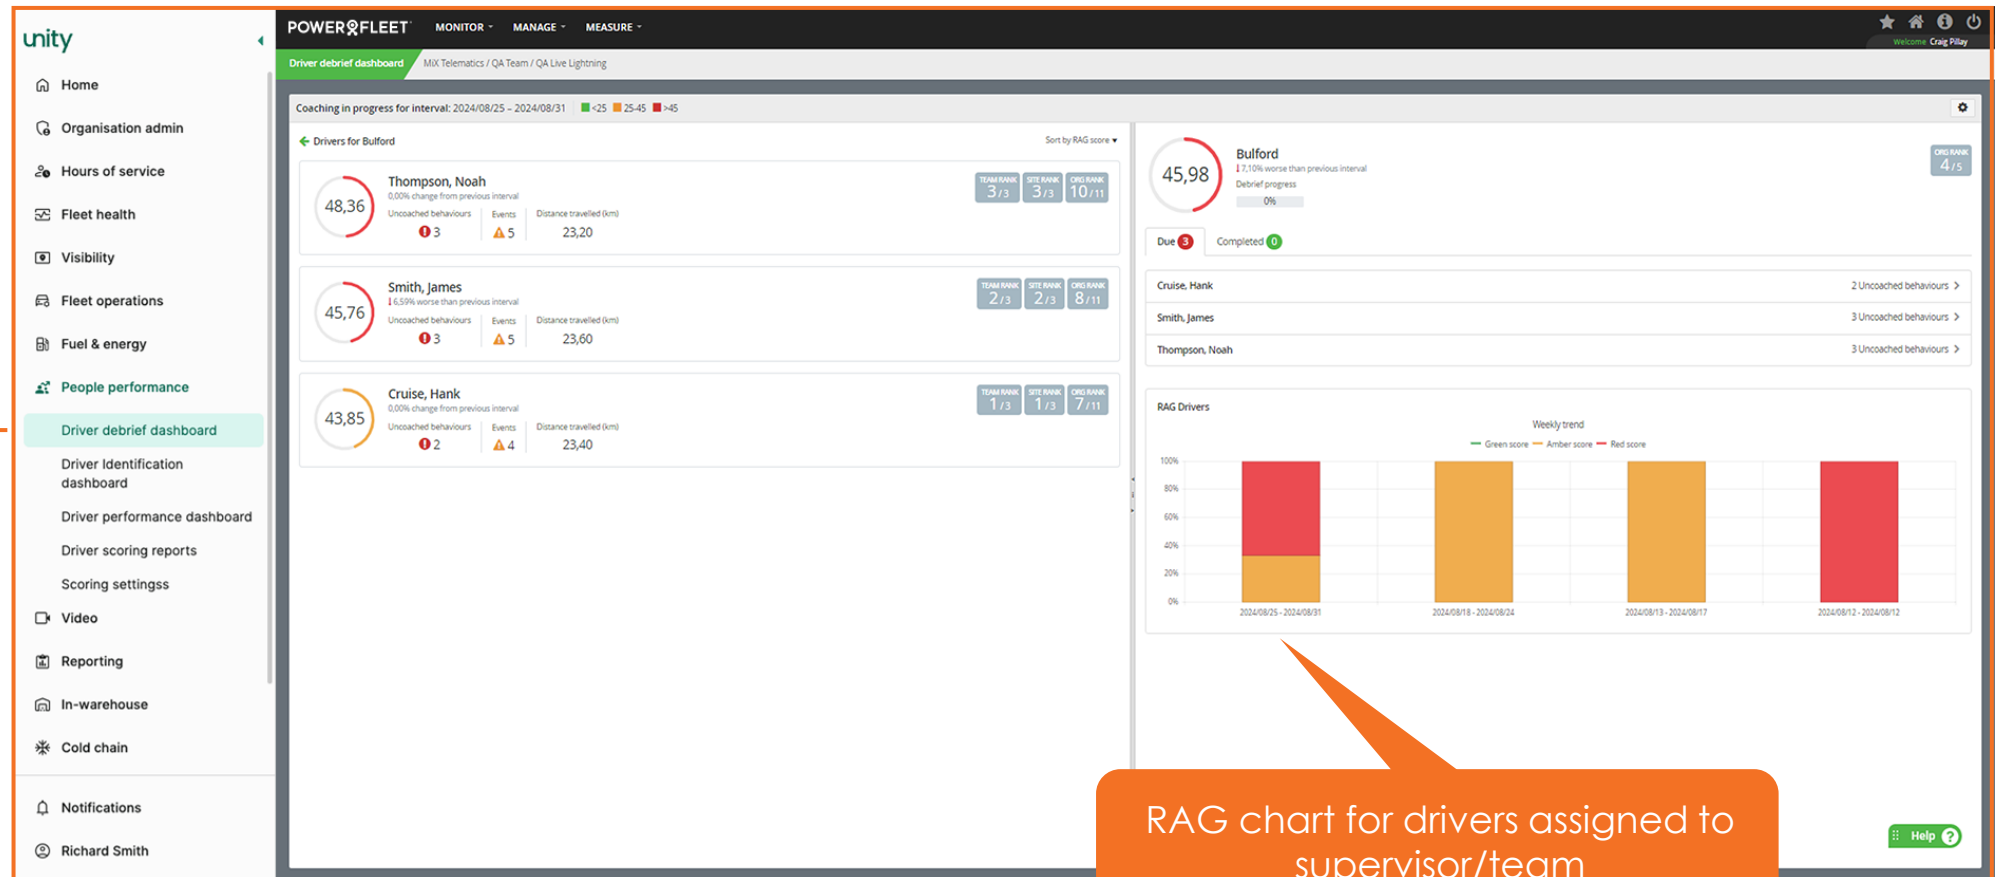 unity
Home
Organisation admin
Hours of service
Fleet health
Visibility
Fleet operations
Fuel & energy
People performance
Driver debrief dashboard
Driver Identification
dashboard
Driver performance dashboard
Driver scoring reports
Scoring settingss
Video
Reporting
In-warehouse
Cold chain
Notifications
Richard Smith
POWERFLEET MONITOR MANAGE MEASURE
Welcome Craig Pillay
Driver debrief dashboard MiX Telematics / QA Team / QA Live Lightning
Coaching in progress for interval: 2024/08/25 – 2024/08/31 <25 25-45 >45
Drivers for Bulford Sort by RAG score
48,36
Thompson, Noah
0,00% change from previous interval
Uncoached behaviours Events Distance travelled (km)
3 5 23,20
TEAM RANK SITE RANK ORG RANK
3/3 3/3 10/11
45,76
Smith, James
6,59% worse than previous interval
Uncoached behaviours Events Distance travelled (km)
3 5 23,60
TEAM RANK SITE RANK ORG RANK
2/3 2/3 8/11
43,85
Cruise, Hank
0,00% change from previous interval
Uncoached behaviours Events Distance travelled (km)
2 4 23,40
TEAM RANK SITE RANK ORG RANK
1/3 1/3 7/11
45,98
Bulford
7,10% worse than previous interval
Debrief progress
0%
ORG RANK
4/5
Due 3 Completed 0
Cruise, Hank 2 Uncoached behaviours
Smith, James 3 Uncoached behaviours
Thompson, Noah 3 Uncoached behaviours
RAG Drivers
Weekly trend
Green score Amber score Red score
100%
80%
60%
40%
20%
0%
2024/08/25 - 2024/08/31 2024/08/18 - 2024/08/24 2024/08/13 - 2024/08/17 2024/08/12 - 2024/08/12
RAG chart for drivers assigned to
supervisor/team
Help ?